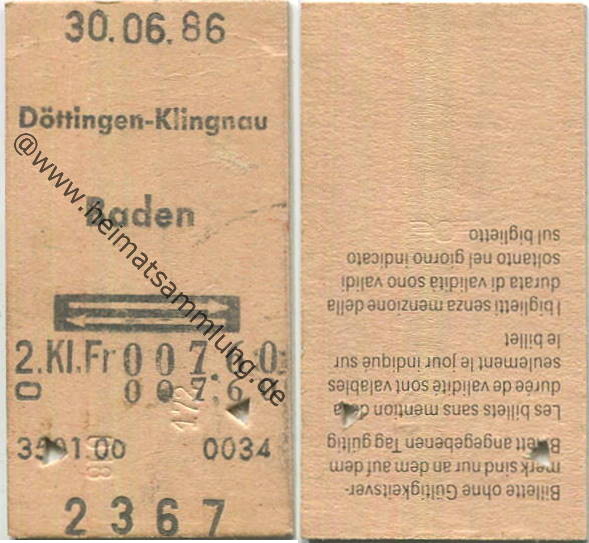 30.06.86
Döttingen-Klingnau
Baden
2.Kl.Fr 007.60
0 007.6
3591 00 0034
172
2367
@www.heimatsammlung.de
Billette ohne Gültigkeitsver-
merk sind nur an dem auf dem
Billett angegebenen Tag gültig
Les billets sans mention de la
durée de validité sont valables
seulement le jour indiqué sur
le billet
I biglietti senza menzione della
durata di validità sono validi
soltanto nel giorno indicato
sul biglietto